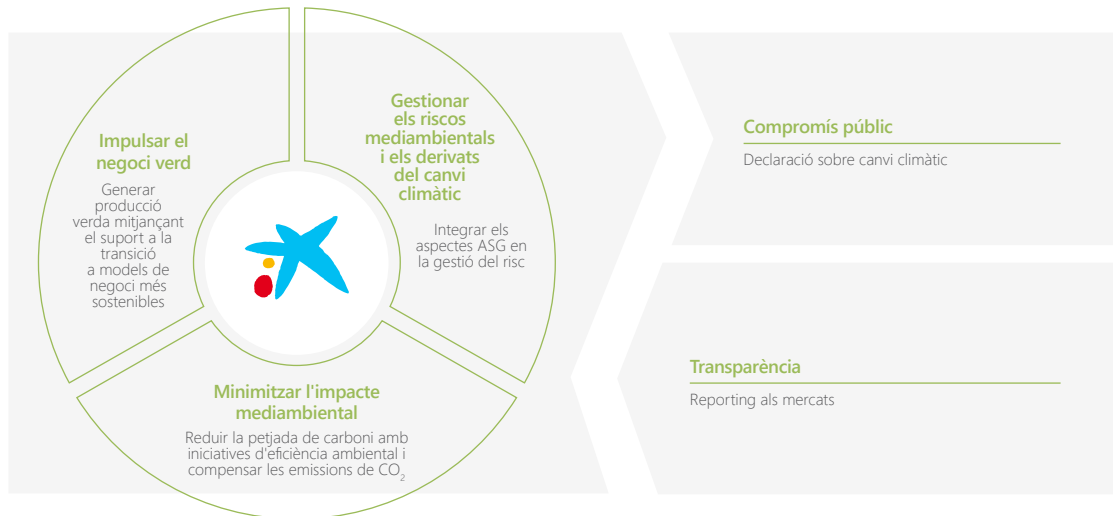 Impulsar el
negoci verd
Generar
producció
verda mitjançant
el suport a la
transició
a models de
negoci més
sostenibles
Gestionar
els riscos
mediambientals
i els derivats
del canvi
climàtic
Integrar els
aspectes ASG en
la gestió del risc
Minimitzar l'impacte
mediambiental
Reduir la petjada de carboni amb
iniciatives d'eficiència ambiental i
compensar les emissions de CO₂
Compromís públic
Declaració sobre canvi climàtic
Transparència
Reporting als mercats